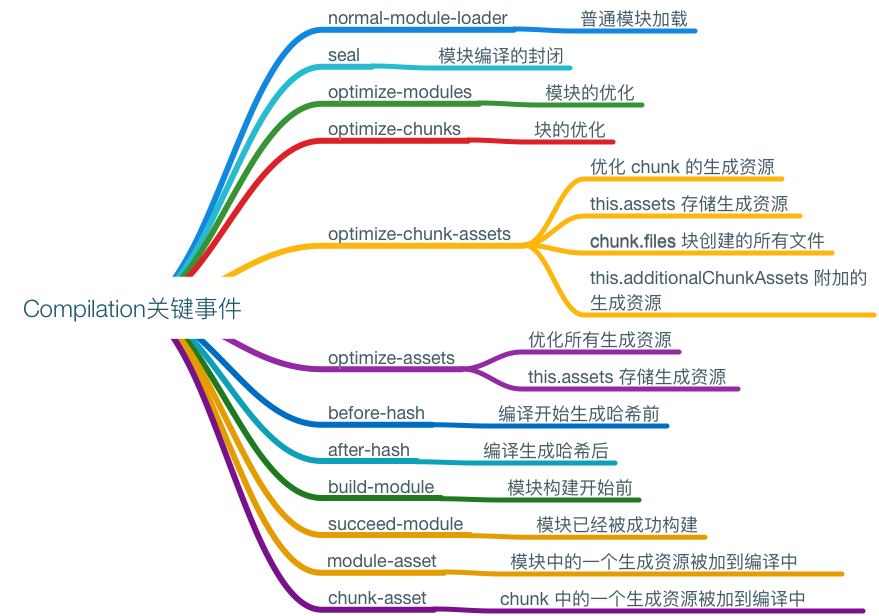 normal-module-loader 普通模块加载
seal 模块编译的封闭
optimize-modules 模块的优化
optimize-chunks 块的优化
优化 chunk 的生成资源
this.assets 存储生成资源
optimize-chunk-assets
chunk.files 块创建的所有文件
this.additionalChunkAssets 附加的
生成资源
Compilation关键事件
优化所有生成资源
optimize-assets
this.assets 存储生成资源
before-hash 编译开始生成哈希前
after-hash 编译生成哈希后
build-module 模块构建开始前
succeed-module 模块已经被成功构建
module-asset 模块中的一个生成资源被加到编译中
chunk-asset chunk 中的一个生成资源被加到编译中